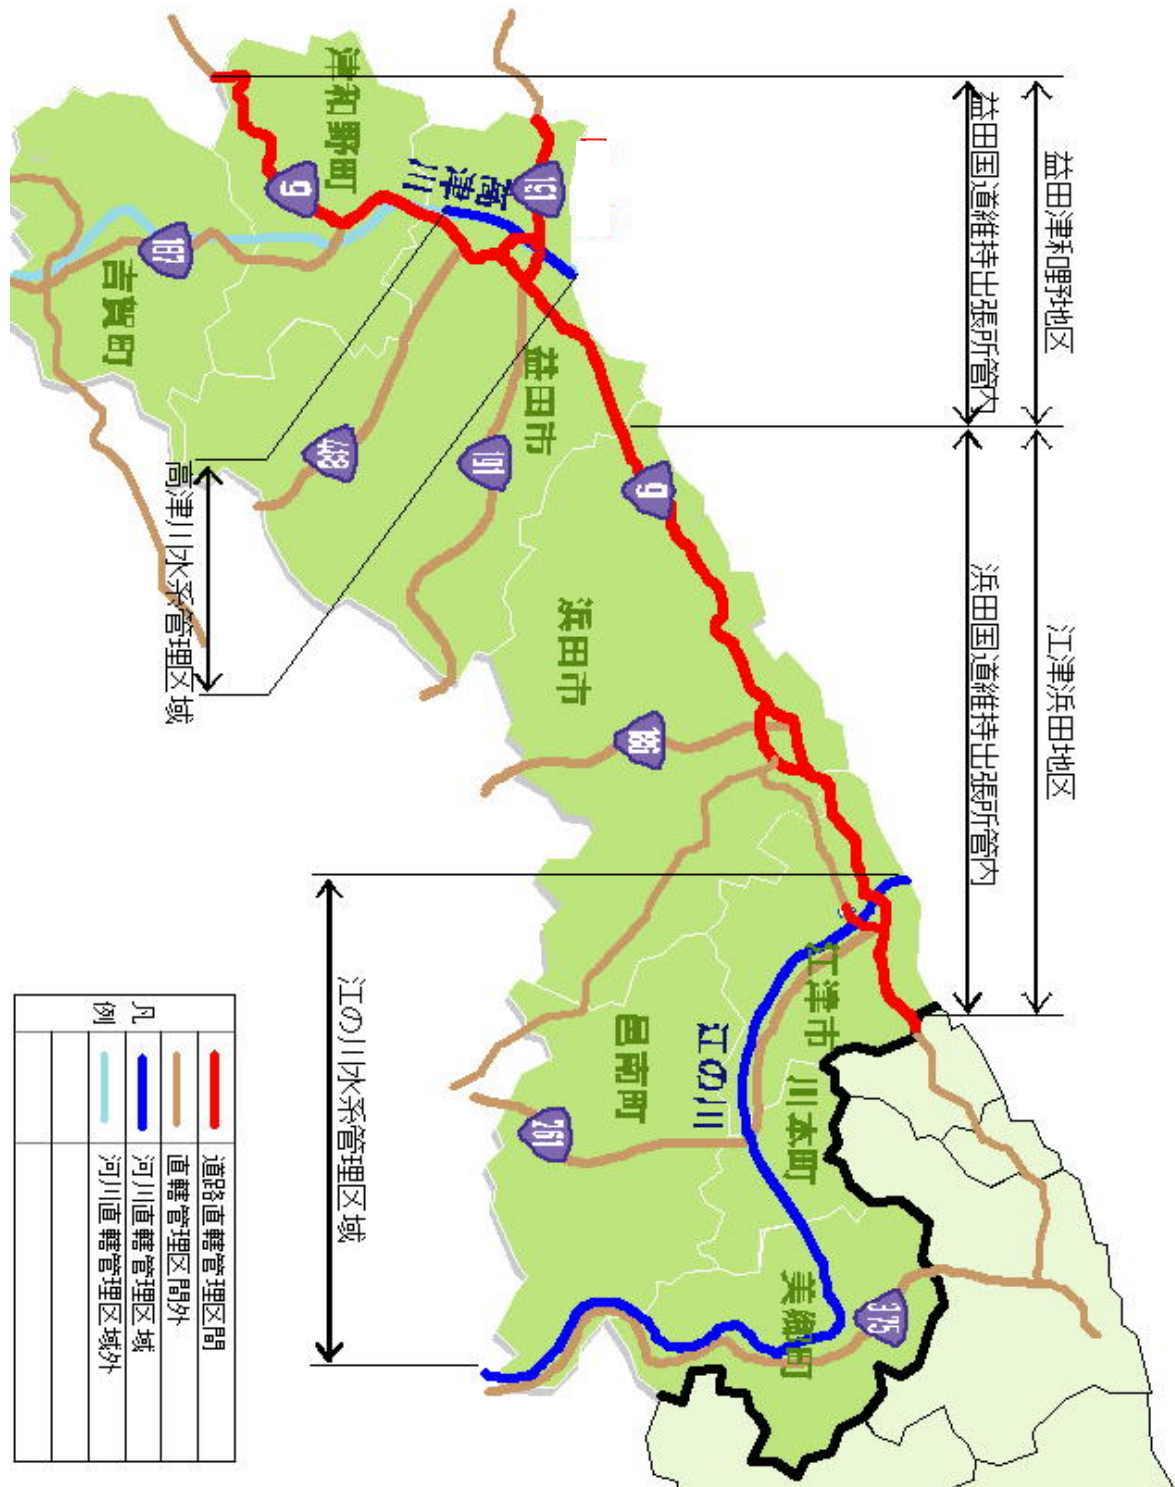 益田津和野地区
江津浜田地区
益田国道維持出張所管内
浜田国道維持出張所管内
津和野町
高津川
191
9
187
吉賀町
益田市
488
191
9
高津川水系管理区域
浜田市
186
江津市
江の川
川本町
邑南町
261
美郷町
375
江の川水系管理区域
凡例
道路直轄管理区間
直轄管理区間外
河川直轄管理区域
河川直轄管理区域外